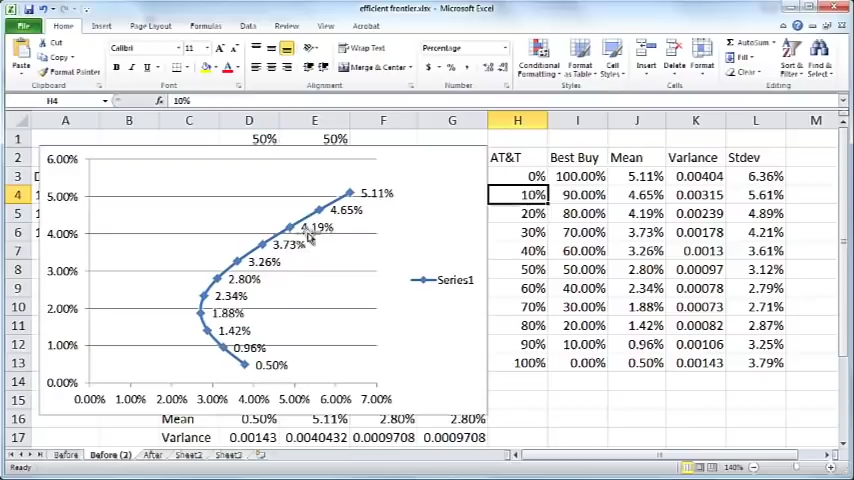 efficient frontier.xlsx - Microsoft Excel
File Home Insert Page Layout Formulas Data Review View Acrobat
Paste Cut Copy Format Painter Clipboard
Calibri 11 B I U Font
Wrap Text Merge & Center Alignment
Percentage $ % , Number
Conditional Formatting Format as Table Cell Styles Styles
Insert Delete Format Cells
AutoSum Fill Clear Sort & Filter Find & Select Editing
H4 fx 10%
A B C D E F G H I J K L M
1 50% 50%
2 AT&T Best Buy Mean Variance Stdev
3 D 0% 100.00% 5.11% 0.00404 6.36%
4 1 10% 90.00% 4.65% 0.00315 5.61%
5 1 20% 80.00% 4.19% 0.00239 4.89%
6 1 30% 70.00% 3.73% 0.00178 4.21%
7 40% 60.00% 3.26% 0.0013 3.61%
8 50% 50.00% 2.80% 0.00097 3.12%
9 60% 40.00% 2.34% 0.00078 2.79%
10 70% 30.00% 1.88% 0.00073 2.71%
11 80% 20.00% 1.42% 0.00082 2.87%
12 90% 10.00% 0.96% 0.00106 3.25%
13 100% 0.00% 0.50% 0.00143 3.79%
14
15
16 Mean 0.50% 5.11% 2.80% 2.80%
17 Variance 0.00143 0.0040432 0.0009708 0.0009708
6.00%
5.00%
4.00%
3.00%
2.00%
1.00%
0.00%
5.11%
4.65%
4.19%
3.73%
3.26%
2.80%
2.34%
1.88%
1.42%
0.96%
0.50%
Series1
0.00% 1.00% 2.00% 3.00% 4.00% 5.00% 6.00% 7.00%
Before Before (2) After Sheet2 Sheet3
Ready 140%